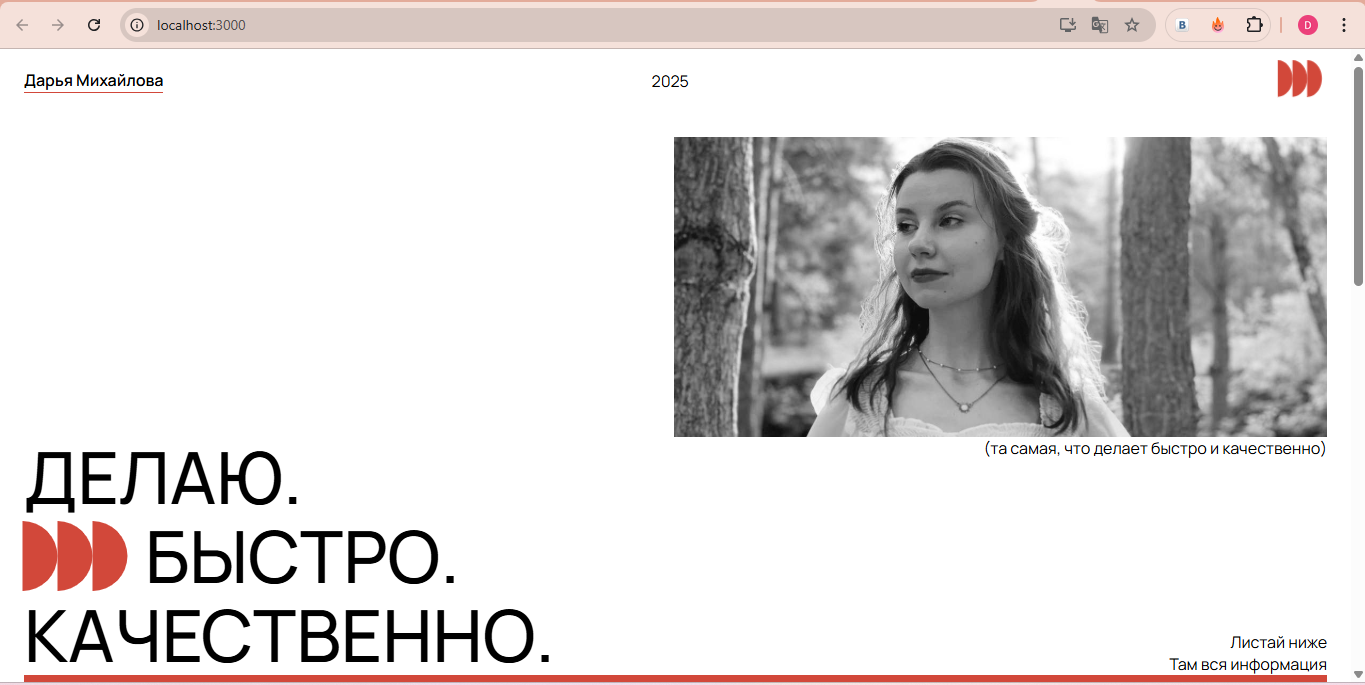 localhost:3000
B
D
Дарья Михайлова
2025
(та самая, что делает быстро и качественно)
ДЕЛАЮ.
БЫСТРО.
КАЧЕСТВЕННО.
Листай ниже
Там вся информация